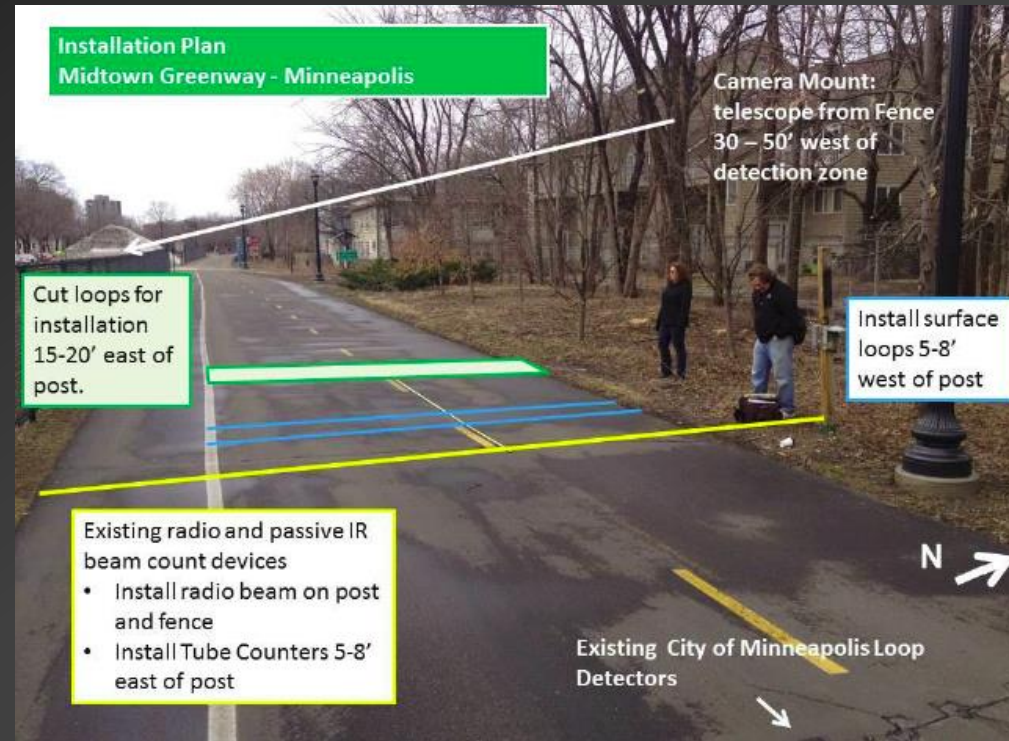 Installation Plan
Midtown Greenway - Minneapolis
Camera Mount:
telescope from Fence
30 – 50' west of
detection zone
Cut loops for
installation
15-20' east of
post.
Install surface
loops 5-8'
west of post
Existing radio and passive IR
beam count devices
• Install radio beam on post
and fence
• Install Tube Counters 5-8'
east of post
N
Existing City of Minneapolis Loop
Detectors